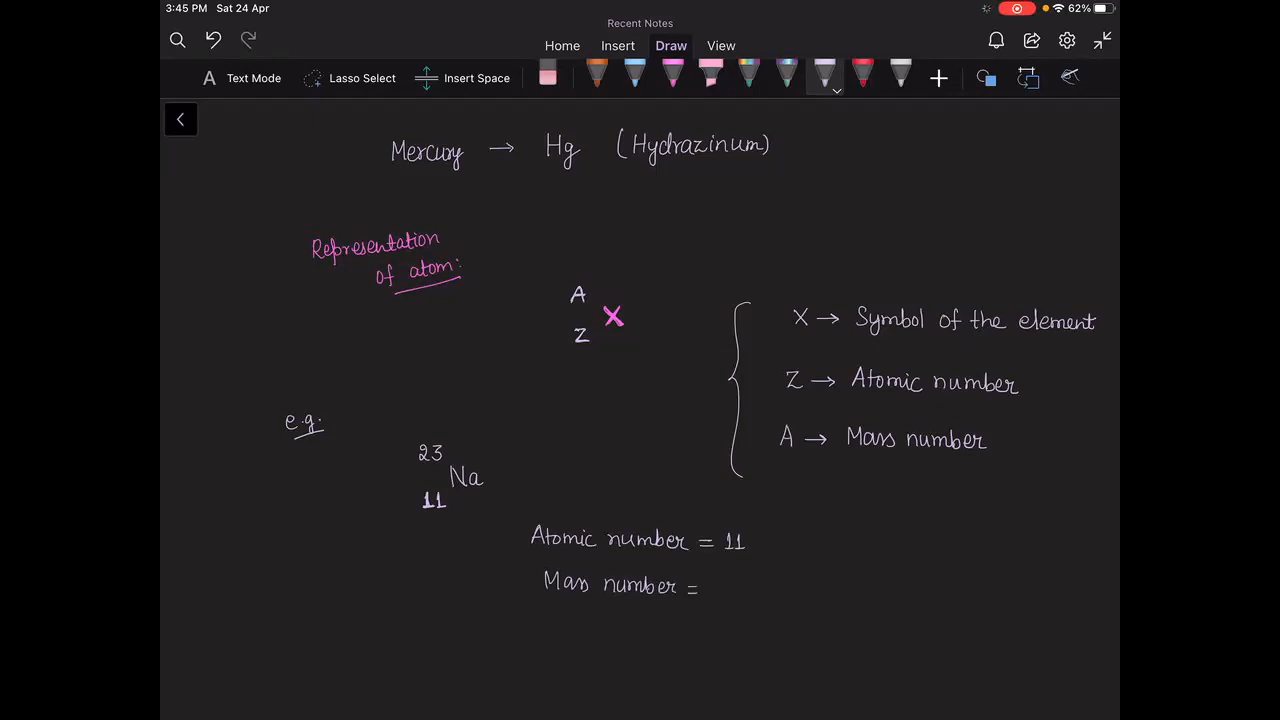 3:45 PM Sat 24 Apr
62%
Recent Notes
Home Insert Draw View
Text Mode Lasso Select Insert Space
Mercury → Hg (Hydrazinum)
Representation
of atom:
A
X
Z
X → Symbol of the element
Z → Atomic number
A → Mass number
e.g.
23
Na
11
Atomic number = 11
Mass number =